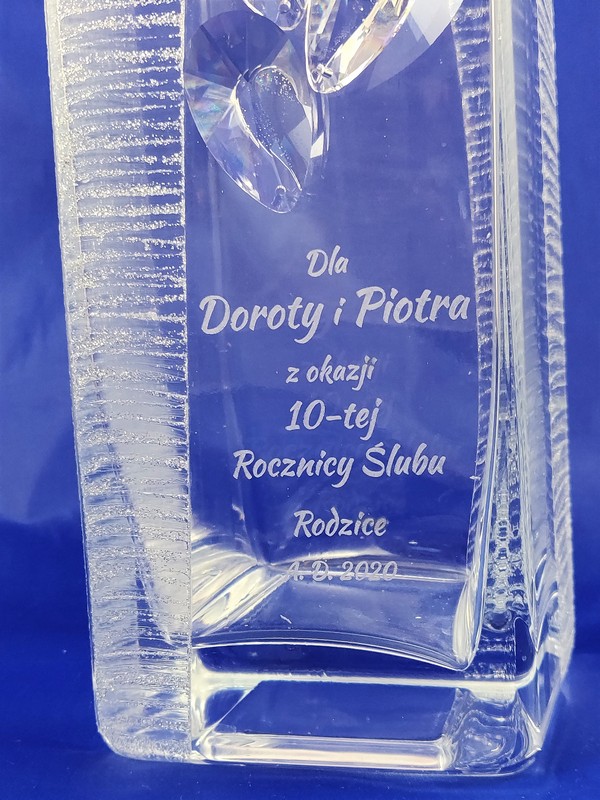 Dla
Doroty i Piotra
z okazji
10-tej
Rocznicy Ślubu
Rodzice
A. D. 2020